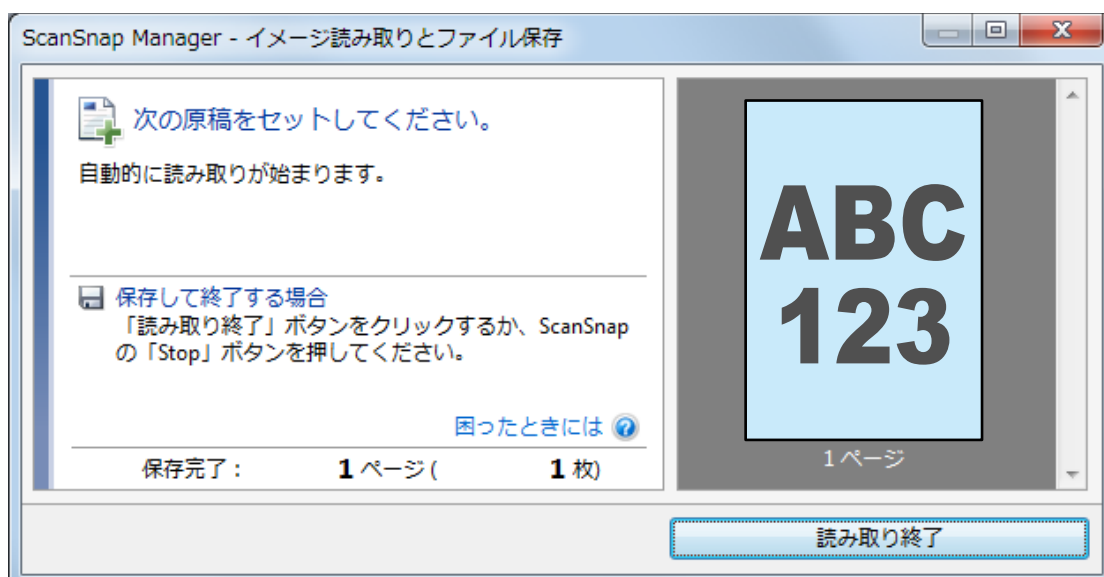 ScanSnap Manager - イメージ読み取りとファイル保存
次の原稿をセットしてください。
自動的に読み取りが始まります。
保存して終了する場合
「読み取り終了」ボタンをクリックするか、ScanSnap
の「Stop」ボタンを押してください。
困ったときには
保存完了： 1 ページ ( 1 枚)
ABC
123
1 ページ
読み取り終了